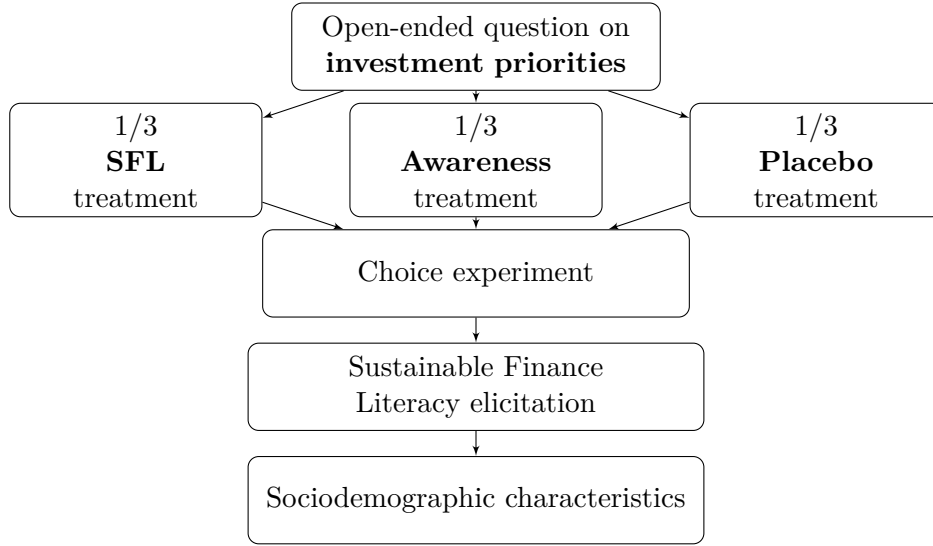 Open-ended question on
investment priorities
1/3
SFL
treatment
1/3
Awareness
treatment
1/3
Placebo
treatment
Choice experiment
Sustainable Finance
Literacy elicitation
Sociodemographic characteristics